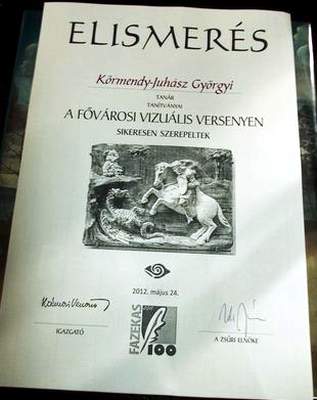 ELISMERÉS
Körmendy-Juhász Györgyi
TANÁR
TANÍTVÁNYAI
A FŐVÁROSI VIZUÁLIS VERSENYEN
SIKERESEN SZEREPELTEK
2012. május 24.
IGAZGATÓ
FAZEKAS
100
A ZSŰRI ELNÖKE